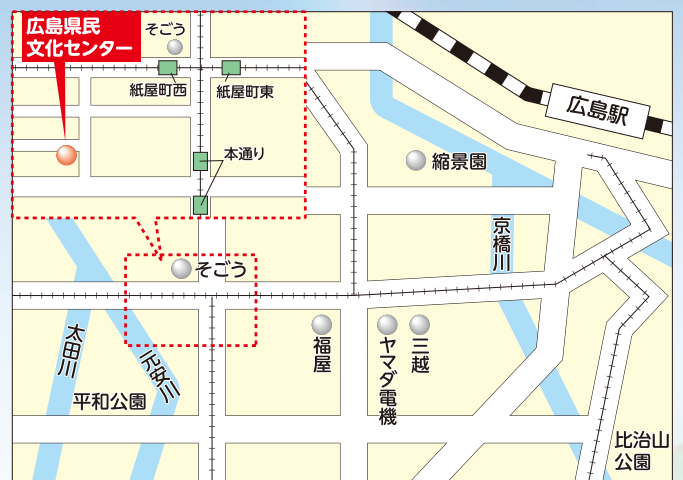 広島県民
文化センター
そごう
紙屋町西
紙屋町東
本通り
広島駅
縮景園
京橋川
そごう
太田川
元安川
平和公園
福屋
ヤマダ電機
三越
比治山
公園